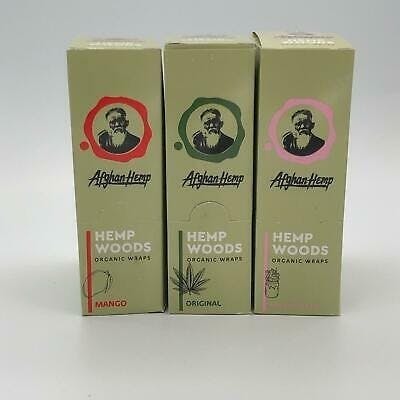 Afghan Hemp
HEMP
WOODS
ORGANIC WRAPS
MANGO
Afghan Hemp
HEMP
WOODS
ORGANIC WRAPS
ORIGINAL
Afghan Hemp
HEMP
WOODS
ORGANIC WRAPS